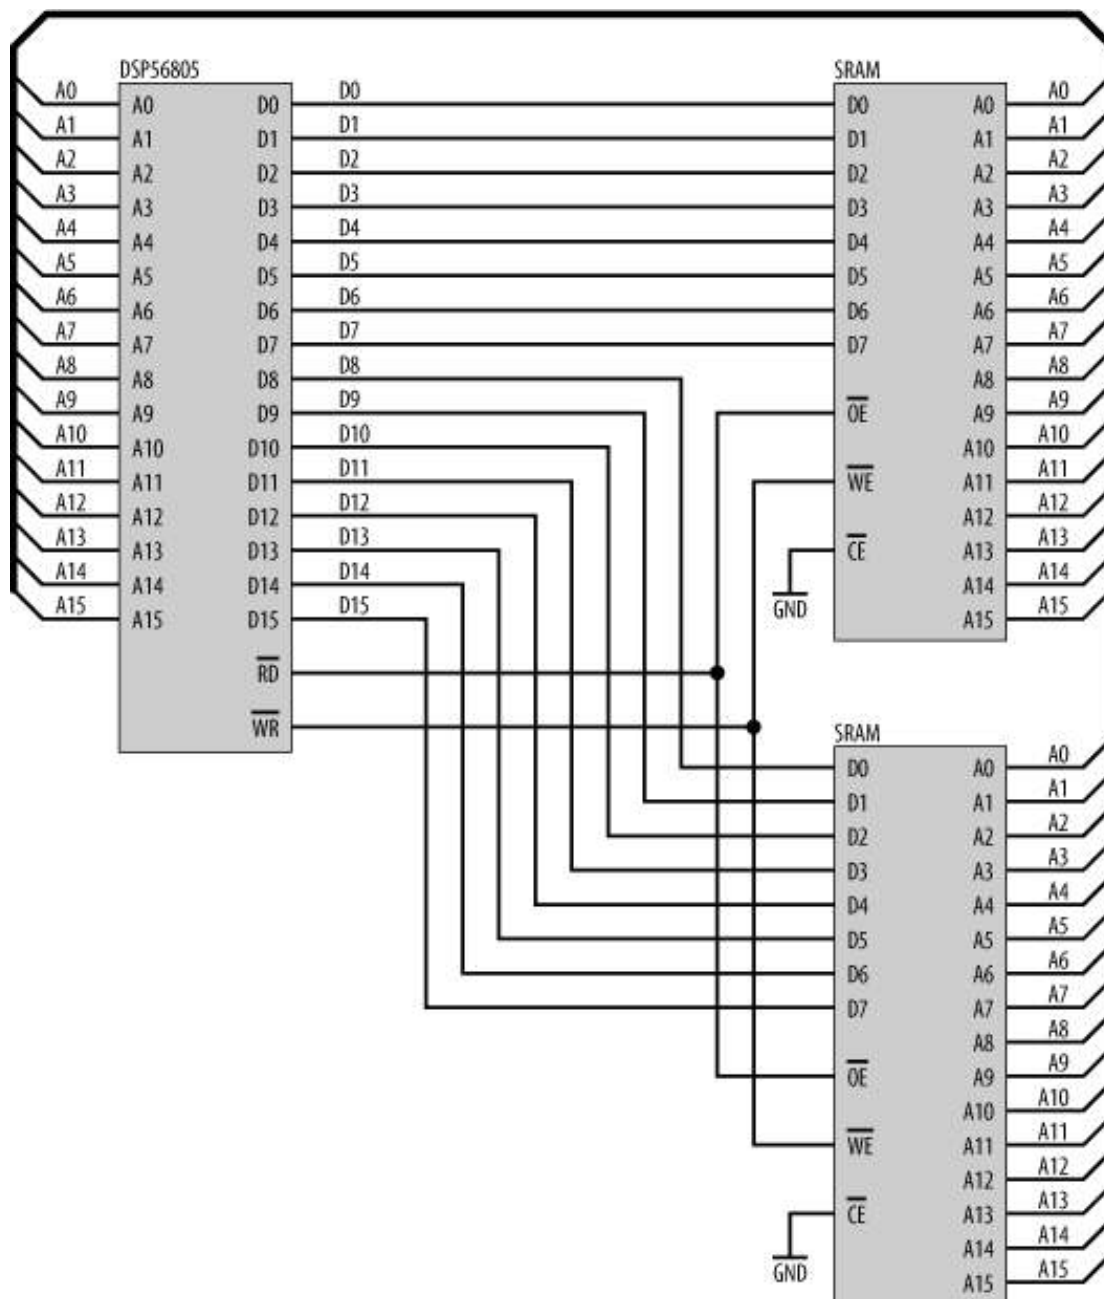 DSP56805 SRAM
A0 A0 D0 D0 D0 A0 A0
A1 A1 D1 D1 D1 A1 A1
A2 A2 D2 D2 D2 A2 A2
A3 A3 D3 D3 D3 A3 A3
A4 A4 D4 D4 D4 A4 A4
A5 A5 D5 D5 D5 A5 A5
A6 A6 D6 D6 D6 A6 A6
A7 A7 D7 D7 D7 A7 A7
A8 A8 D8 D8 A8 A8
A9 A9 D9 D9 OE A9 A9
A10 A10 D10 D10 A10 A10
A11 A11 D11 D11 WE A11 A11
A12 A12 D12 D12 A12 A12
A13 A13 D13 D13 CE A13 A13
A14 A14 D14 D14 A14 A14
A15 A15 D15 D15 GND A15 A15
RD
WR
SRAM
D0 A0 A0
D1 A1 A1
D2 A2 A2
D3 A3 A3
D4 A4 A4
D5 A5 A5
D6 A6 A6
D7 A7 A7
A8 A8
OE A9 A9
A10 A10
WE A11 A11
A12 A12
CE A13 A13
A14 A14
GND A15 A15